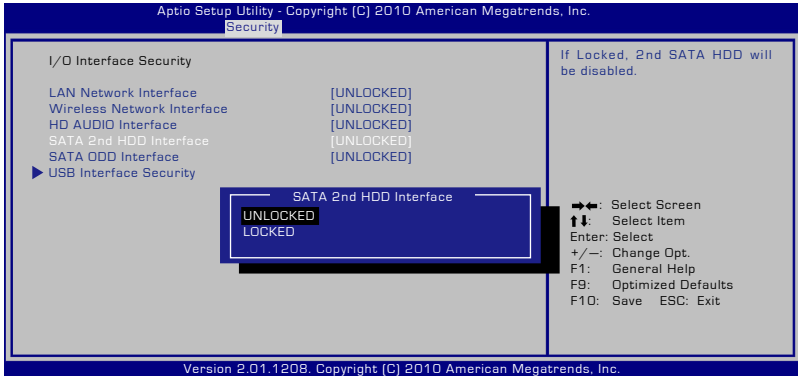 Aptio Setup Utility - Copyright (C) 2010 American Megatrends, Inc.
Security
I/O Interface Security
LAN Network Interface [UNLOCKED]
Wireless Network Interface [UNLOCKED]
HD AUDIO Interface [UNLOCKED]
SATA 2nd HDD Interface [UNLOCKED]
SATA ODD Interface [UNLOCKED]
USB Interface Security
SATA 2nd HDD Interface
UNLOCKED
LOCKED
If Locked, 2nd SATA HDD will
be disabled.
→←: Select Screen
↑↓: Select Item
Enter: Select
+/—: Change Opt.
F1: General Help
F9: Optimized Defaults
F10: Save ESC: Exit
Version 2.01.1208. Copyright (C) 2010 American Megatrends, Inc.